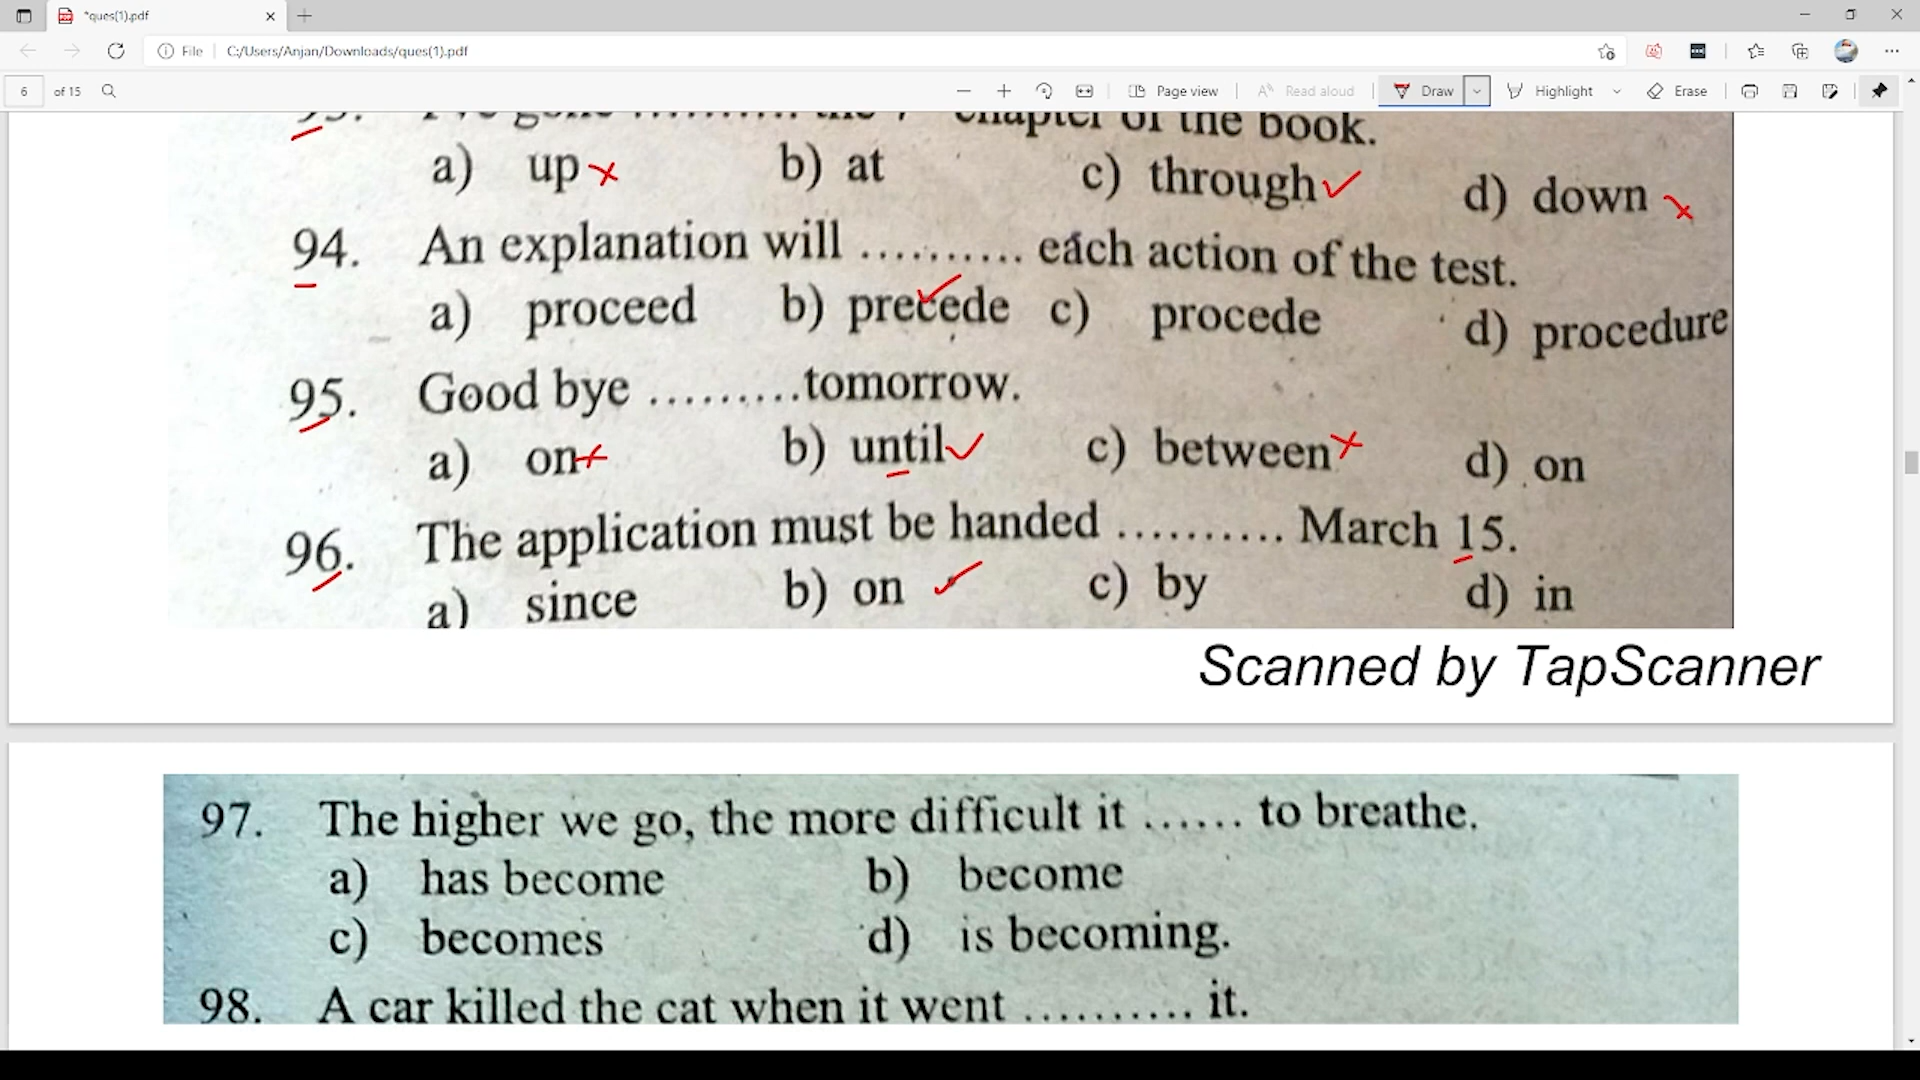 *ques(1).pdf
File C:/Users/Anjan/Downloads/ques(1).pdf
6 of 15 Page view Read aloud Draw Highlight Erase
chapter of the book.
a) up b) at c) through d) down
94. An explanation will .......... each action of the test.
a) proceed b) precede c) procede d) procedure
95. Good bye .........tomorrow.
a) on b) until c) between d) on
96. The application must be handed .......... March 15.
a) since b) on c) by d) in
Scanned by TapScanner
97. The higher we go, the more difficult it ...... to breathe.
a) has become b) become
c) becomes d) is becoming.
98. A car killed the cat when it went .......... it.